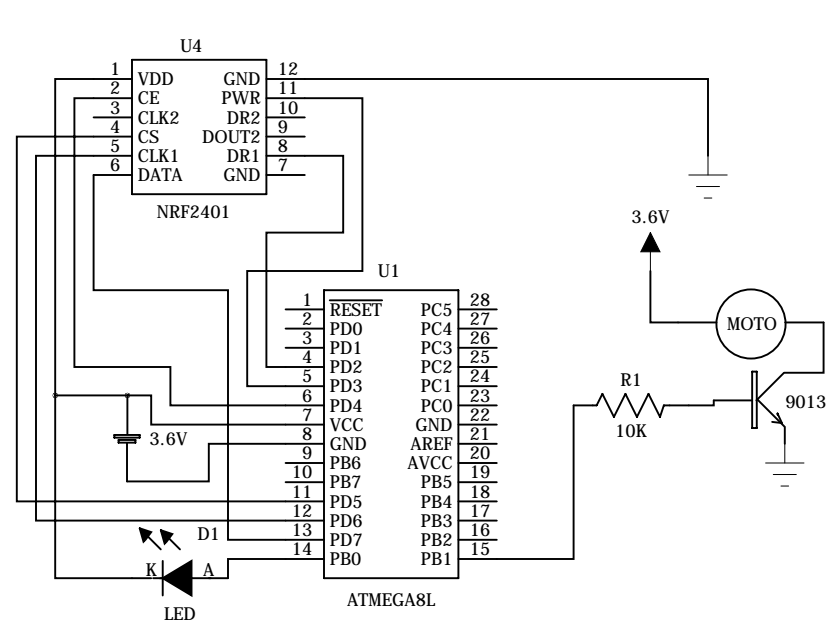 U4
1 VDD GND 12
2 CE PWR 11
3 CLK2 DR2 10
4 CS DOUT2 9
5 CLK1 DR1 8
6 DATA GND 7
NRF2401
3.6V
MOTO
U1
1 RESET PC5 28
2 PD0 PC4 27
3 PD1 PC3 26
4 PD2 PC2 25
5 PD3 PC1 24
6 PD4 PC0 23
7 VCC GND 22
8 GND AREF 21
9 PB6 AVCC 20
10 PB7 PB5 19
11 PD5 PB4 18
12 PD6 PB3 17
13 PD7 PB2 16
14 PB0 PB1 15
ATMEGA8L
R1
10K
9013
3.6V
D1
K A
LED